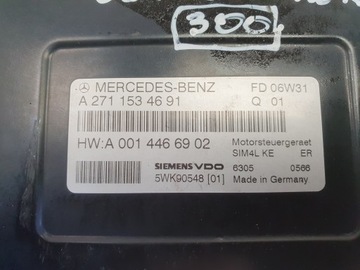 300
MERCEDES-BENZ FD 06W31
A 271 153 46 91 Q 01
HW:A 001 446 69 02 Motorsteuergeraet
SIEMENS VDO SIM4L KE ER
6305 0566
5WK90548 [01] Made in Germany